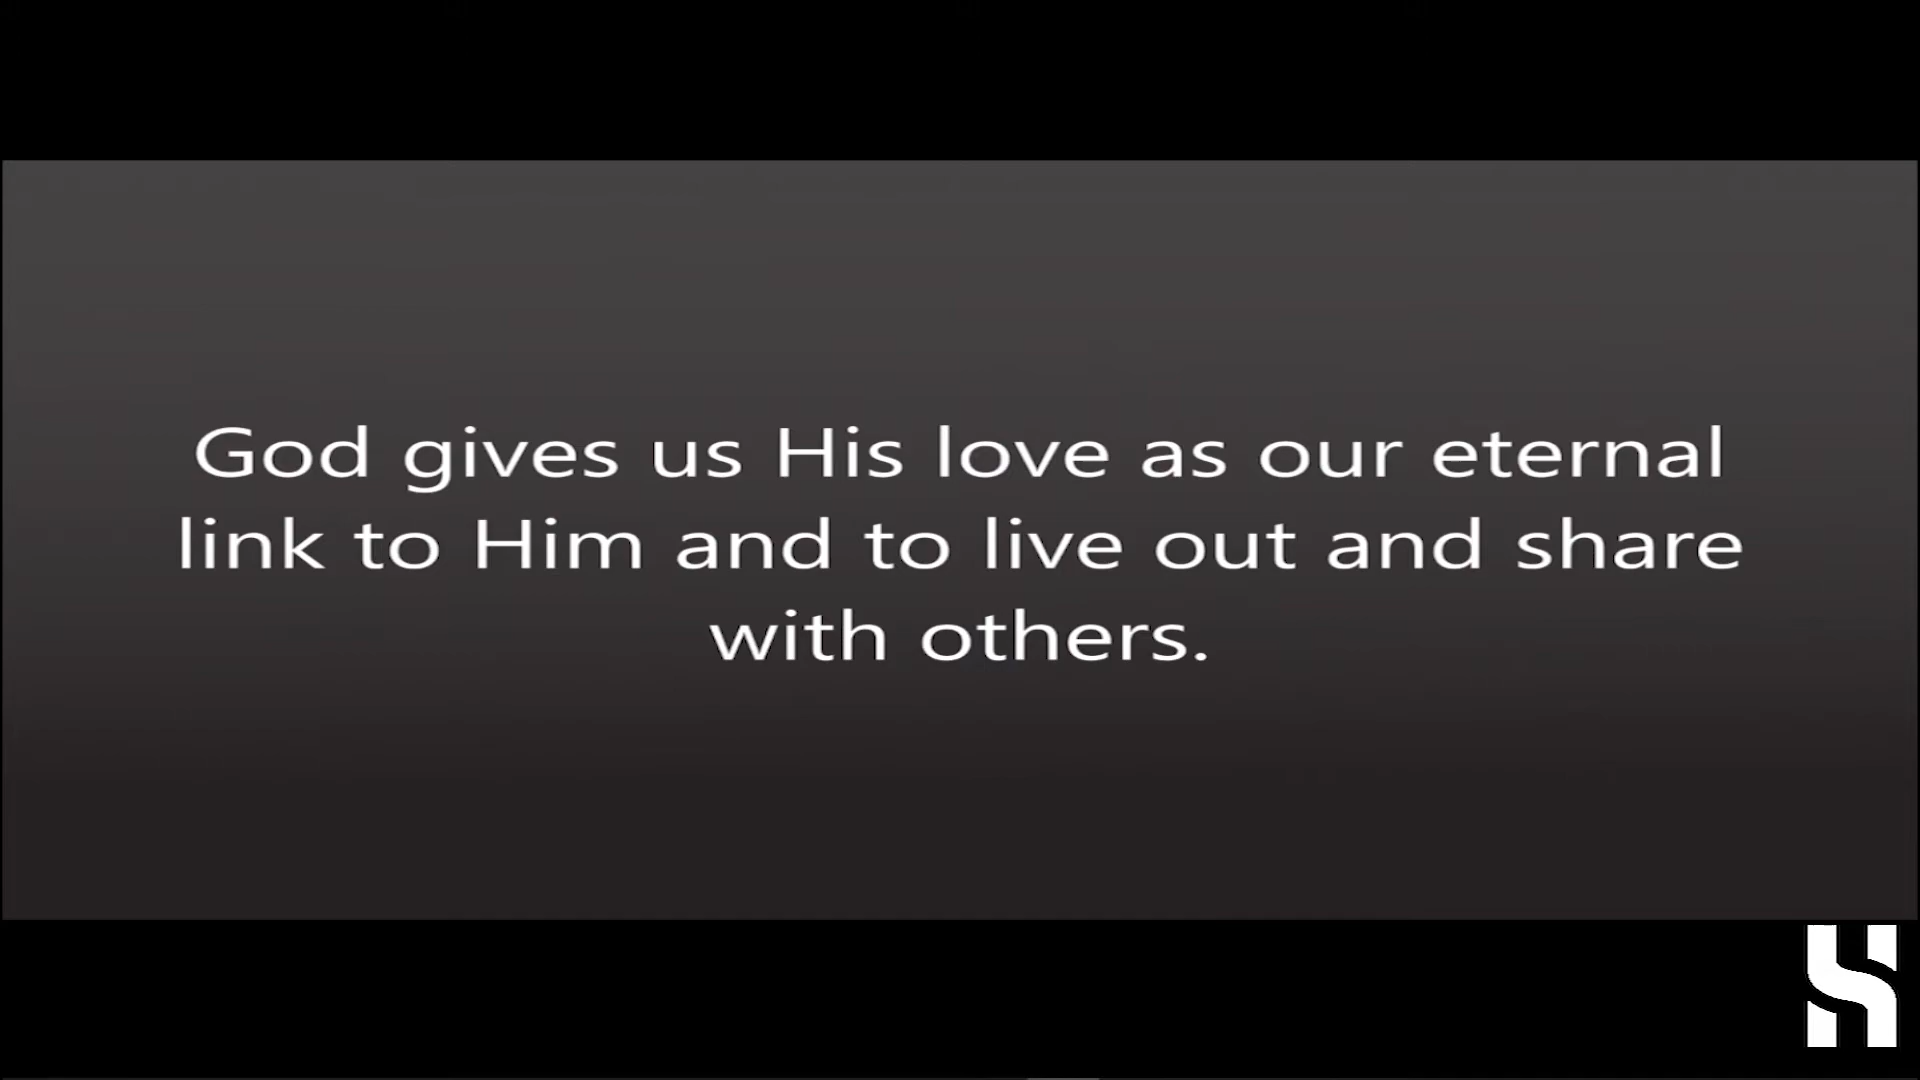 God gives us His love as our eternal
link to Him and to live out and share
with others.